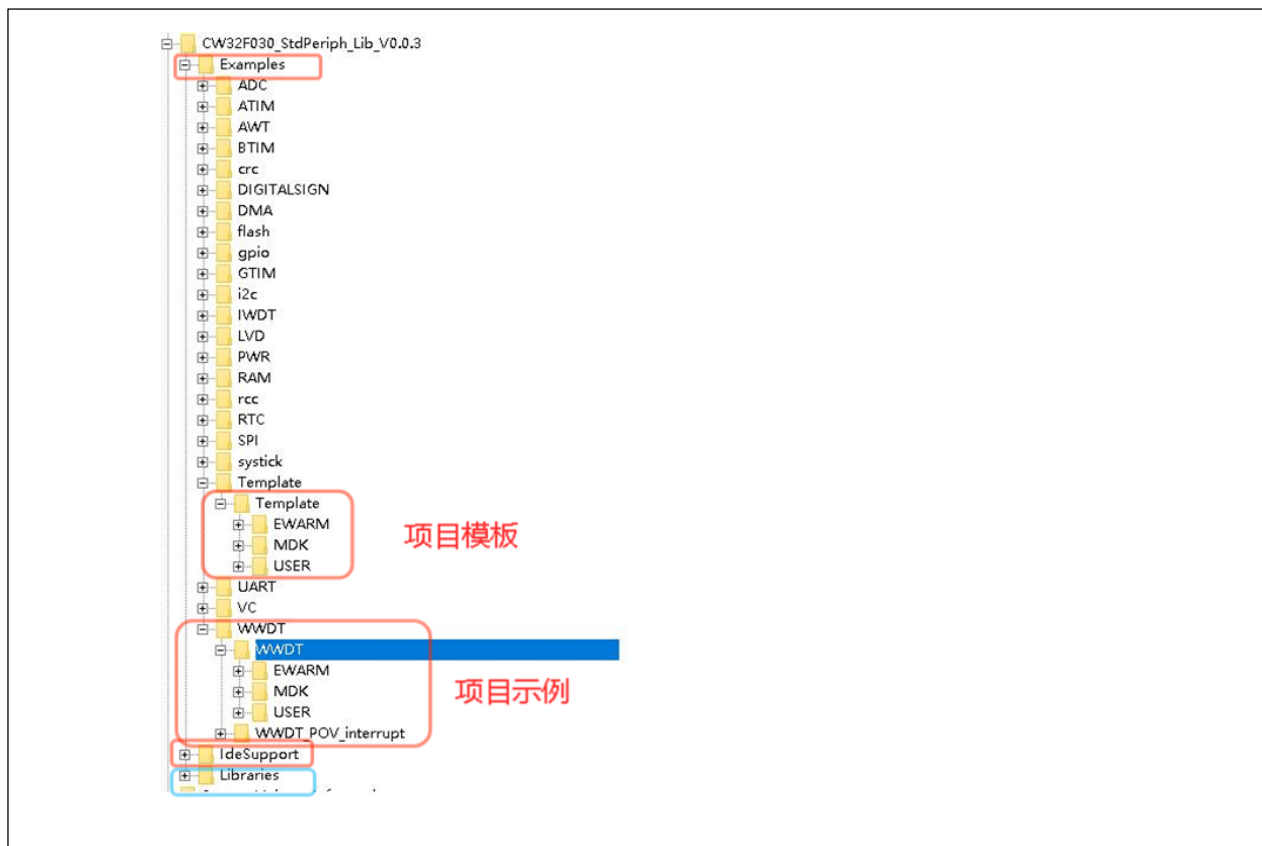 CW32F030_StdPeriph_Lib_V0.0.3
Examples
ADC
ATIM
AWT
BTIM
crc
DIGITALSIGN
DMA
flash
gpio
GTIM
i2c
IWDT
LVD
PWR
RAM
rcc
RTC
SPI
systick
Template
Template
EWARM
项目模板
MDK
USER
UART
VC
WWDT
WWDT
EWARM
MDK
项目示例
USER
WWDT_POV_interrupt
IdeSupport
Libraries